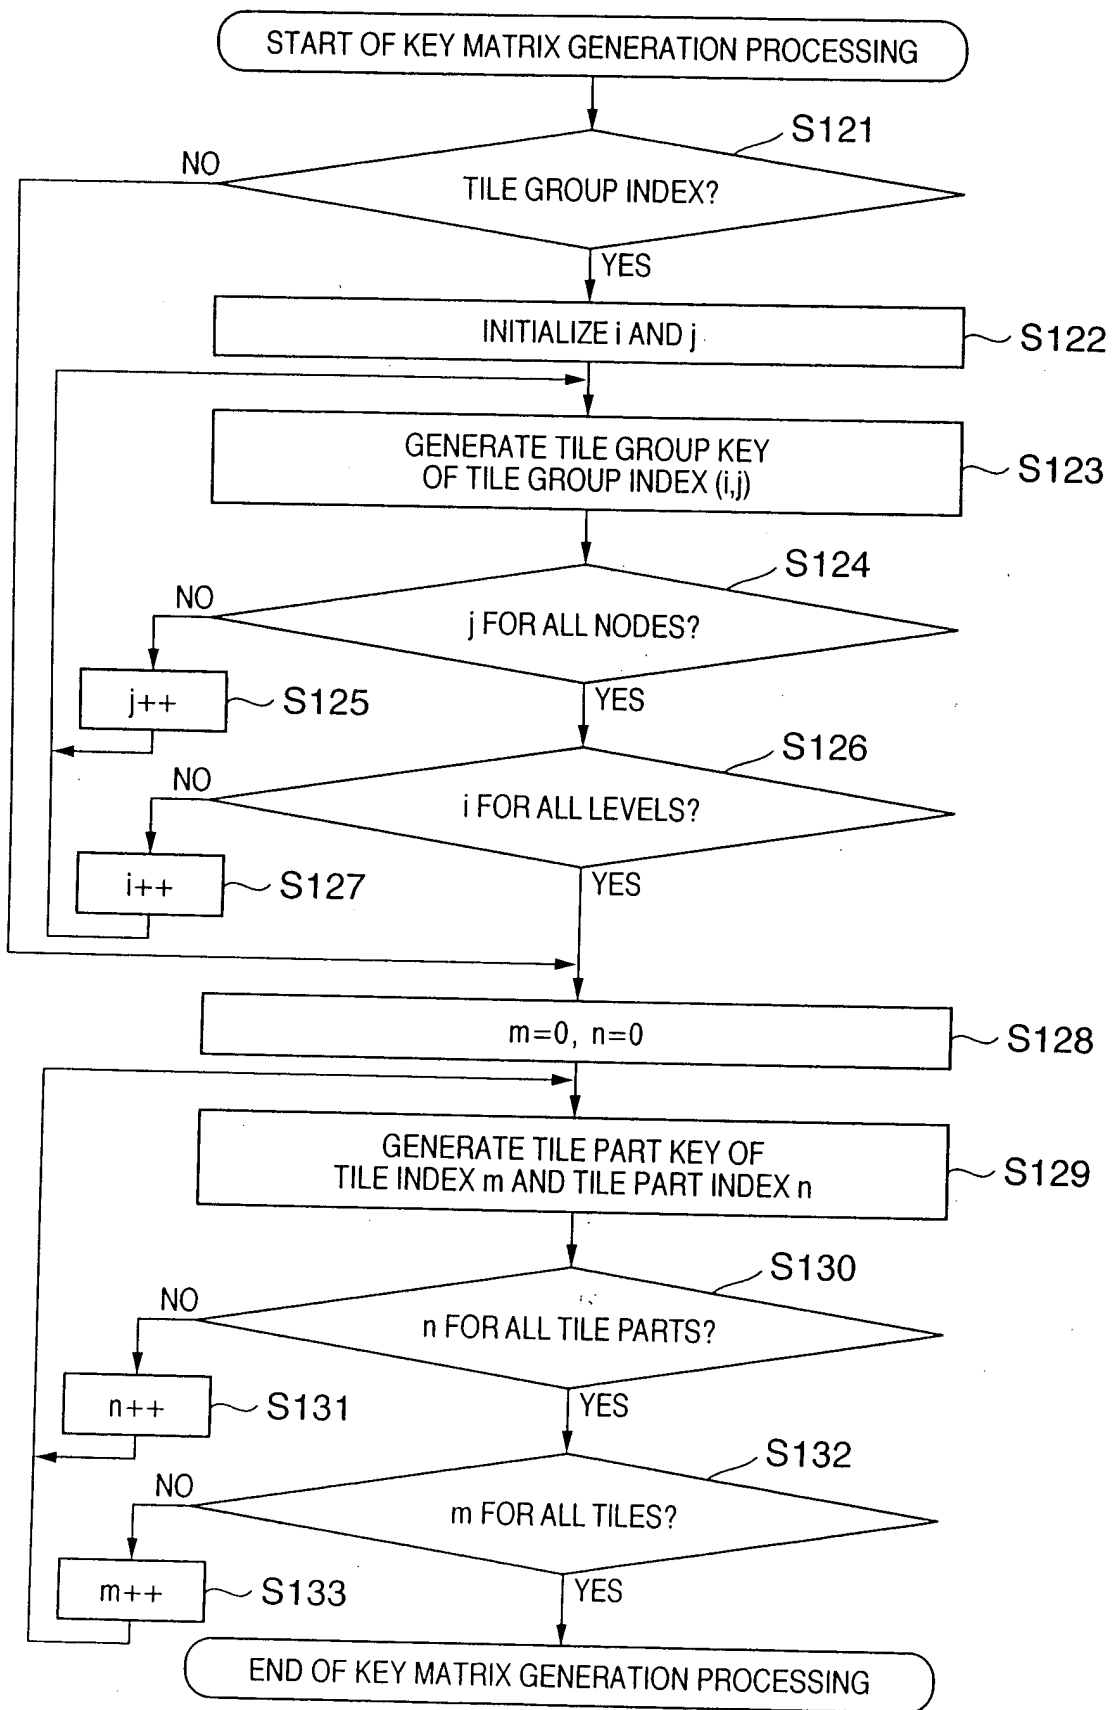 START OF KEY MATRIX GENERATION PROCESSING
S121
NO
TILE GROUP INDEX?
YES
INITIALIZE i AND j
S122
GENERATE TILE GROUP KEY
OF TILE GROUP INDEX (i,j)
S123
S124
NO
j FOR ALL NODES?
j++
S125
YES
S126
NO
i FOR ALL LEVELS?
i++
S127
YES
m=0, n=0
S128
GENERATE TILE PART KEY OF
TILE INDEX m AND TILE PART INDEX n
S129
S130
NO
n FOR ALL TILE PARTS?
n++
S131
YES
S132
NO
m FOR ALL TILES?
m++
S133
YES
END OF KEY MATRIX GENERATION PROCESSING